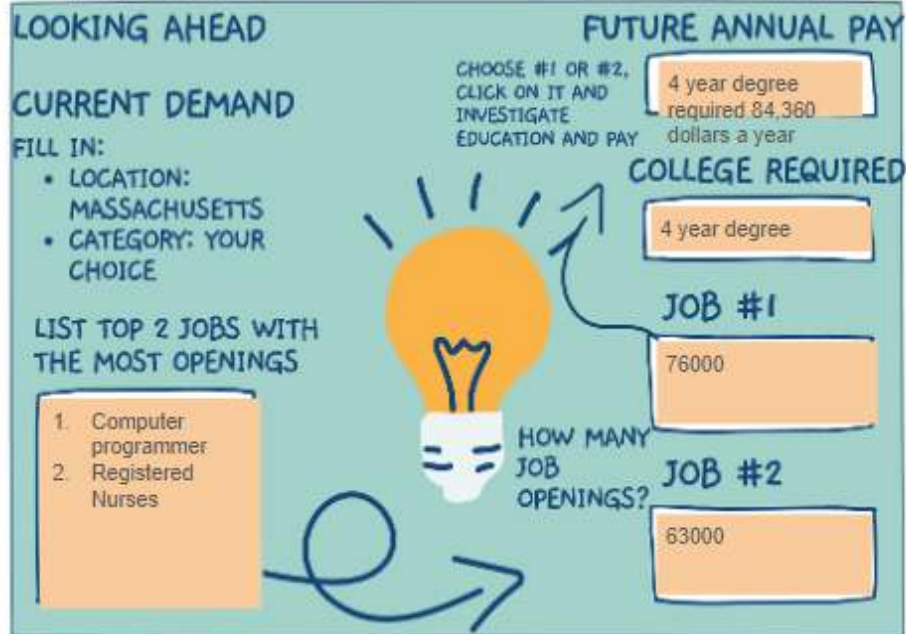 LOOKING AHEAD
CURRENT DEMAND
FILL IN:
• LOCATION:
MASSACHUSETTS
• CATEGORY: YOUR
CHOICE
LIST TOP 2 JOBS WITH
THE MOST OPENINGS
1. Computer
programmer
2. Registered
Nurses
FUTURE ANNUAL PAY
CHOOSE #1 OR #2,
CLICK ON IT AND
INVESTIGATE
EDUCATION AND PAY
4 year degree
required 84,360
dollars a year
COLLEGE REQUIRED
4 year degree
JOB #1
76000
HOW MANY
JOB
OPENINGS?
JOB #2
63000